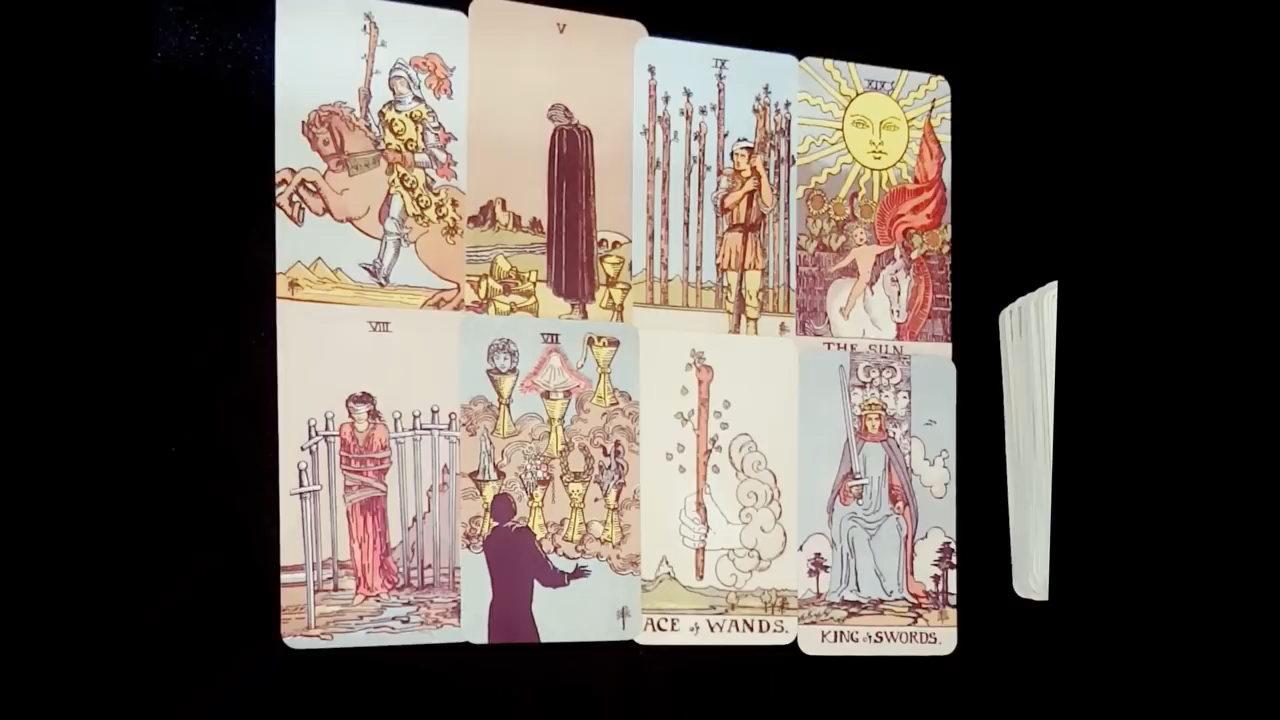 V
IX
XIX
THE SUN.
VIII
VII
ACE of WANDS.
KING of SWORDS.